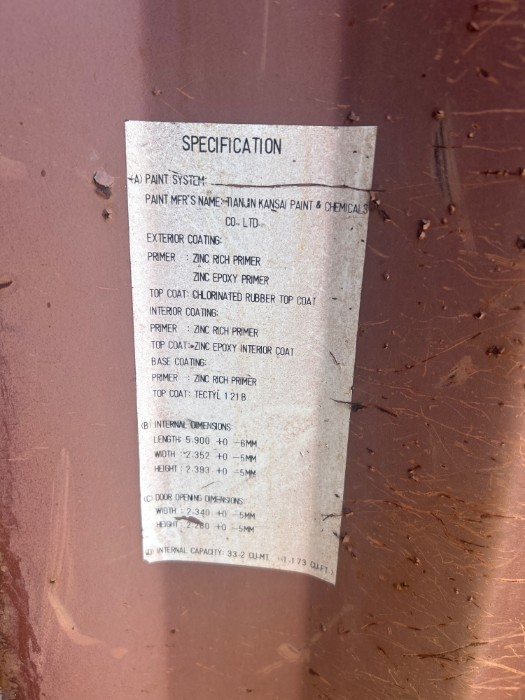 SPECIFICATION
(A) PAINT SYSTEM:
PAINT MFR'S NAME: TIANJIN KANSAI PAINT & CHEMICALS
CO., LTD.
EXTERIOR COATING:
PRIMER : ZINC RICH PRIMER
ZINC EPOXY PRIMER
TOP COAT: CHLORINATED RUBBER TOP COAT
INTERIOR COATING:
PRIMER : ZINC RICH PRIMER
TOP COAT: ZINC EPOXY INTERIOR COAT
BASE COATING:
PRIMER : ZINC RICH PRIMER
TOP COAT: TECTYL 121B
(B) INTERNAL DIMENSIONS:
LENGTH: 5.900 +0 -6MM
WIDTH : 2.352 +0 -5MM
HEIGHT : 2.393 +0 -5MM
(C) DOOR OPENING DIMENSIONS:
WIDTH : 2.340 +0 -5MM
HEIGHT : 2.280 +0 -5MM
(D) INTERNAL CAPACITY: 33.2 CU.MT. (1,173 CU.FT.)